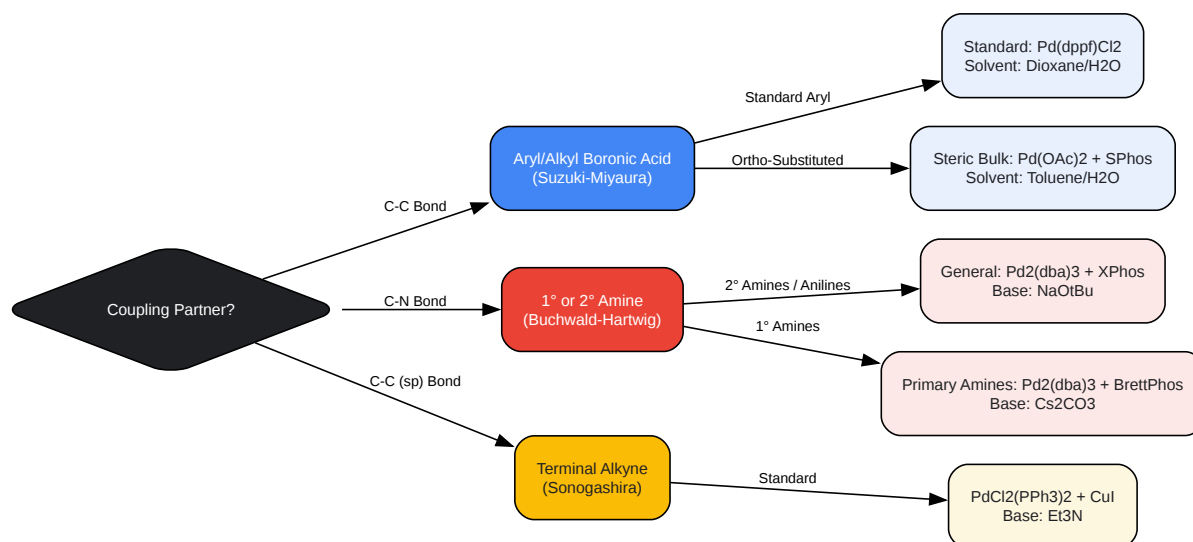 Coupling Partner?
C-C Bond
C-N Bond
C-C (sp) Bond
Aryl/Alkyl Boronic Acid
(Suzuki-Miyaura)
1° or 2° Amine
(Buchwald-Hartwig)
Terminal Alkyne
(Sonogashira)
Standard Aryl
Ortho-Substituted
2° Amines / Anilines
1° Amines
Standard
Standard: Pd(dppf)Cl2
Solvent: Dioxane/H2O
Steric Bulk: Pd(OAc)2 + SPhos
Solvent: Toluene/H2O
General: Pd2(dba)3 + XPhos
Base: NaOtBu
Primary Amines: Pd2(dba)3 + BrettPhos
Base: Cs2CO3
PdCl2(PPh3)2 + CuI
Base: Et3N